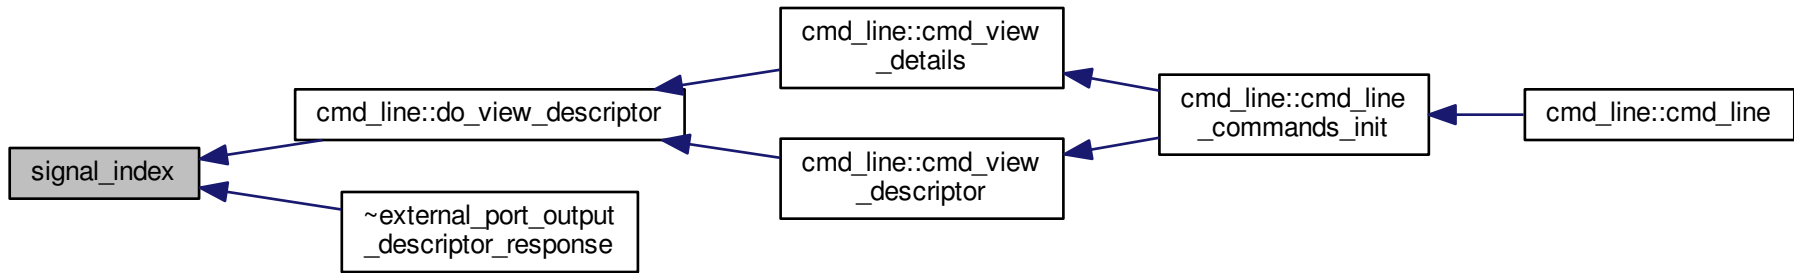 signal_index
cmd_line::do_view_descriptor
~external_port_output
_descriptor_response
cmd_line::cmd_view
_details
cmd_line::cmd_view
_descriptor
cmd_line::cmd_line
_commands_init
cmd_line::cmd_line